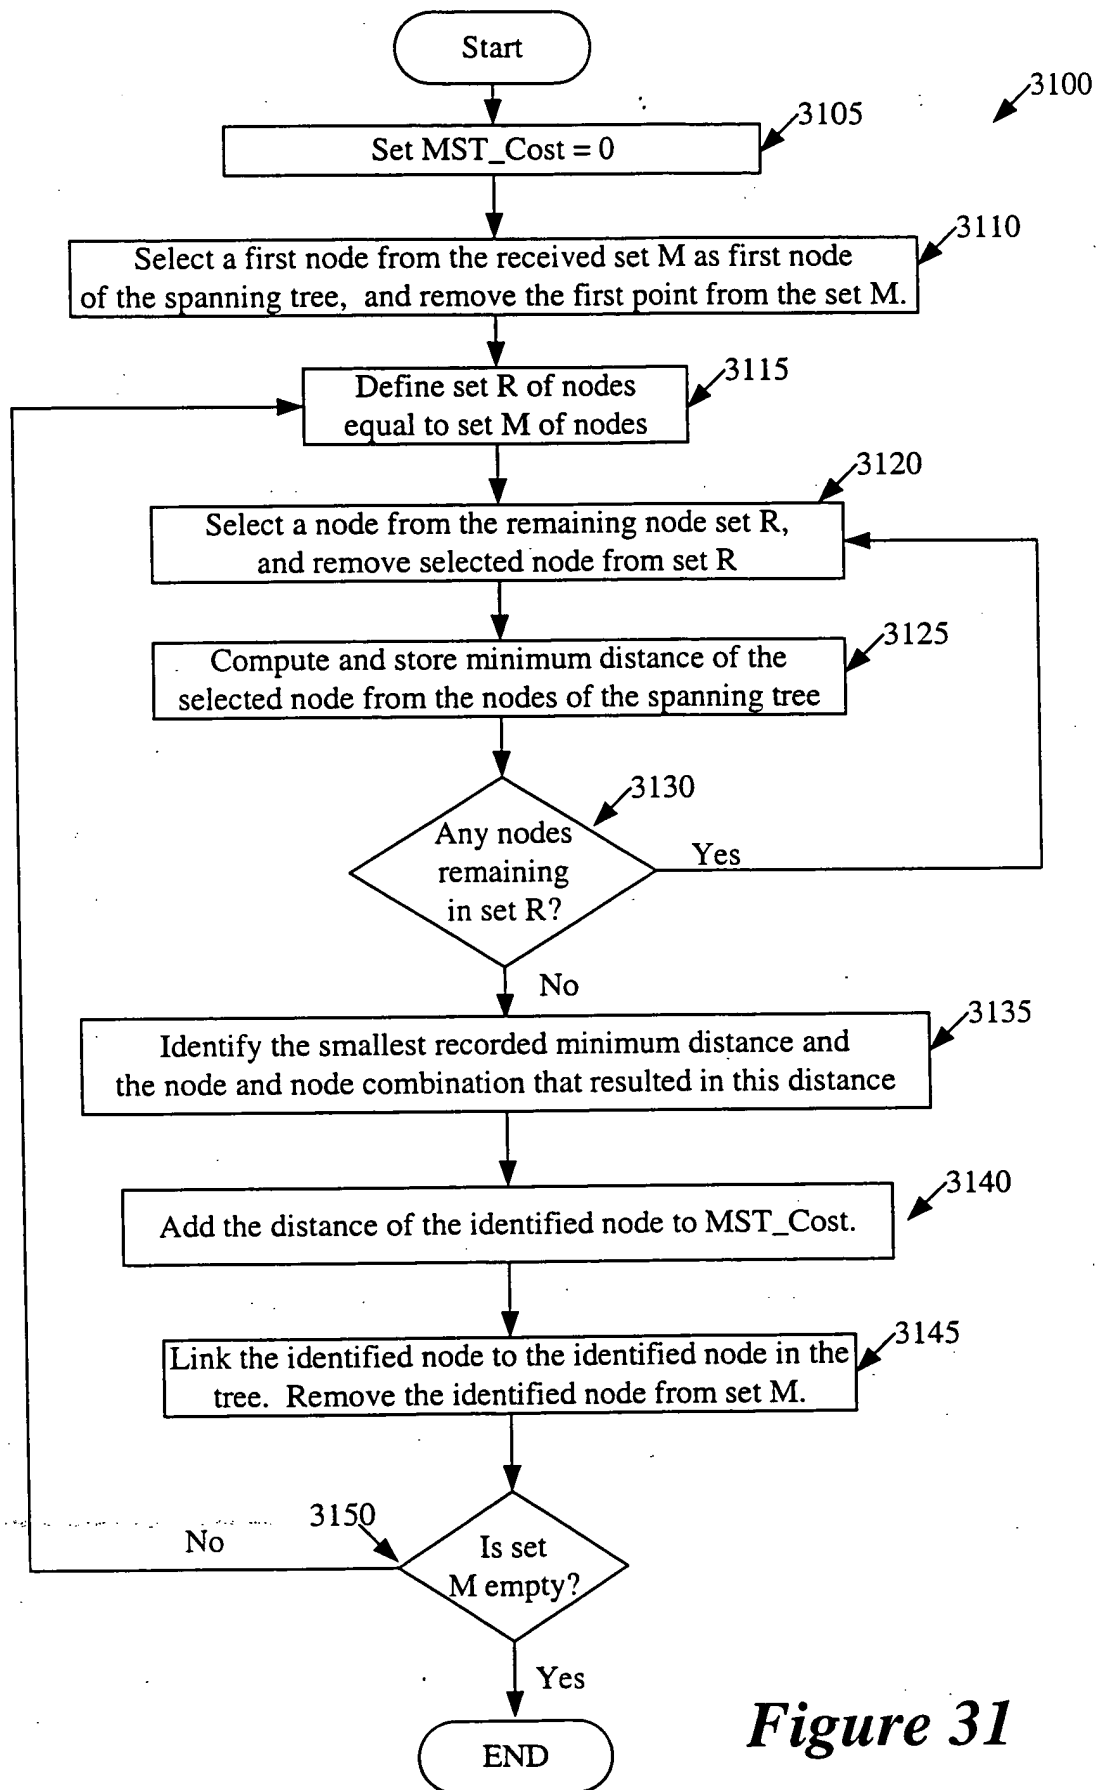 Start
3100
3105
Set MST_Cost = 0
3110
Select a first node from the received set M as first node
of the spanning tree, and remove the first point from the set M.
3115
Define set R of nodes
equal to set M of nodes
3120
Select a node from the remaining node set R,
and remove selected node from set R
3125
Compute and store minimum distance of the
selected node from the nodes of the spanning tree
3130
Any nodes
remaining
in set R?
Yes
No
3135
Identify the smallest recorded minimum distance and
the node and node combination that resulted in this distance
3140
Add the distance of the identified node to MST_Cost.
3145
Link the identified node to the identified node in the
tree. Remove the identified node from set M.
3150
No
Is set
M empty?
Yes
END
Figure 31